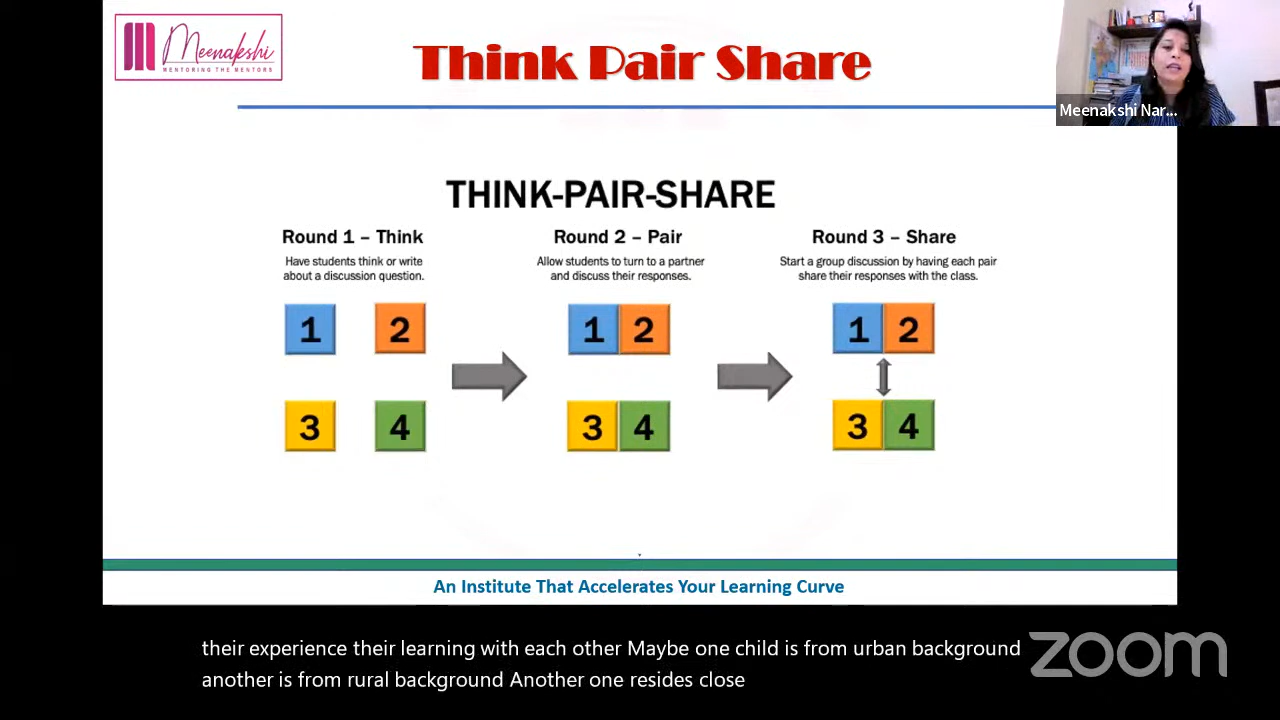 Meenakshi
MENTORING THE MENTORS
Think Pair Share
Meenakshi Nar...
THINK-PAIR-SHARE
Round 1 – Think
Have students think or write
about a discussion question.
Round 2 – Pair
Allow students to turn to a partner
and discuss their responses.
Round 3 – Share
Start a group discussion by having each pair
share their responses with the class.
1 2
1 2
1 2
3 4
3 4
3 4
An Institute That Accelerates Your Learning Curve
their experience their learning with each other Maybe one child is from urban background
another is from rural background Another one resides close
zoom